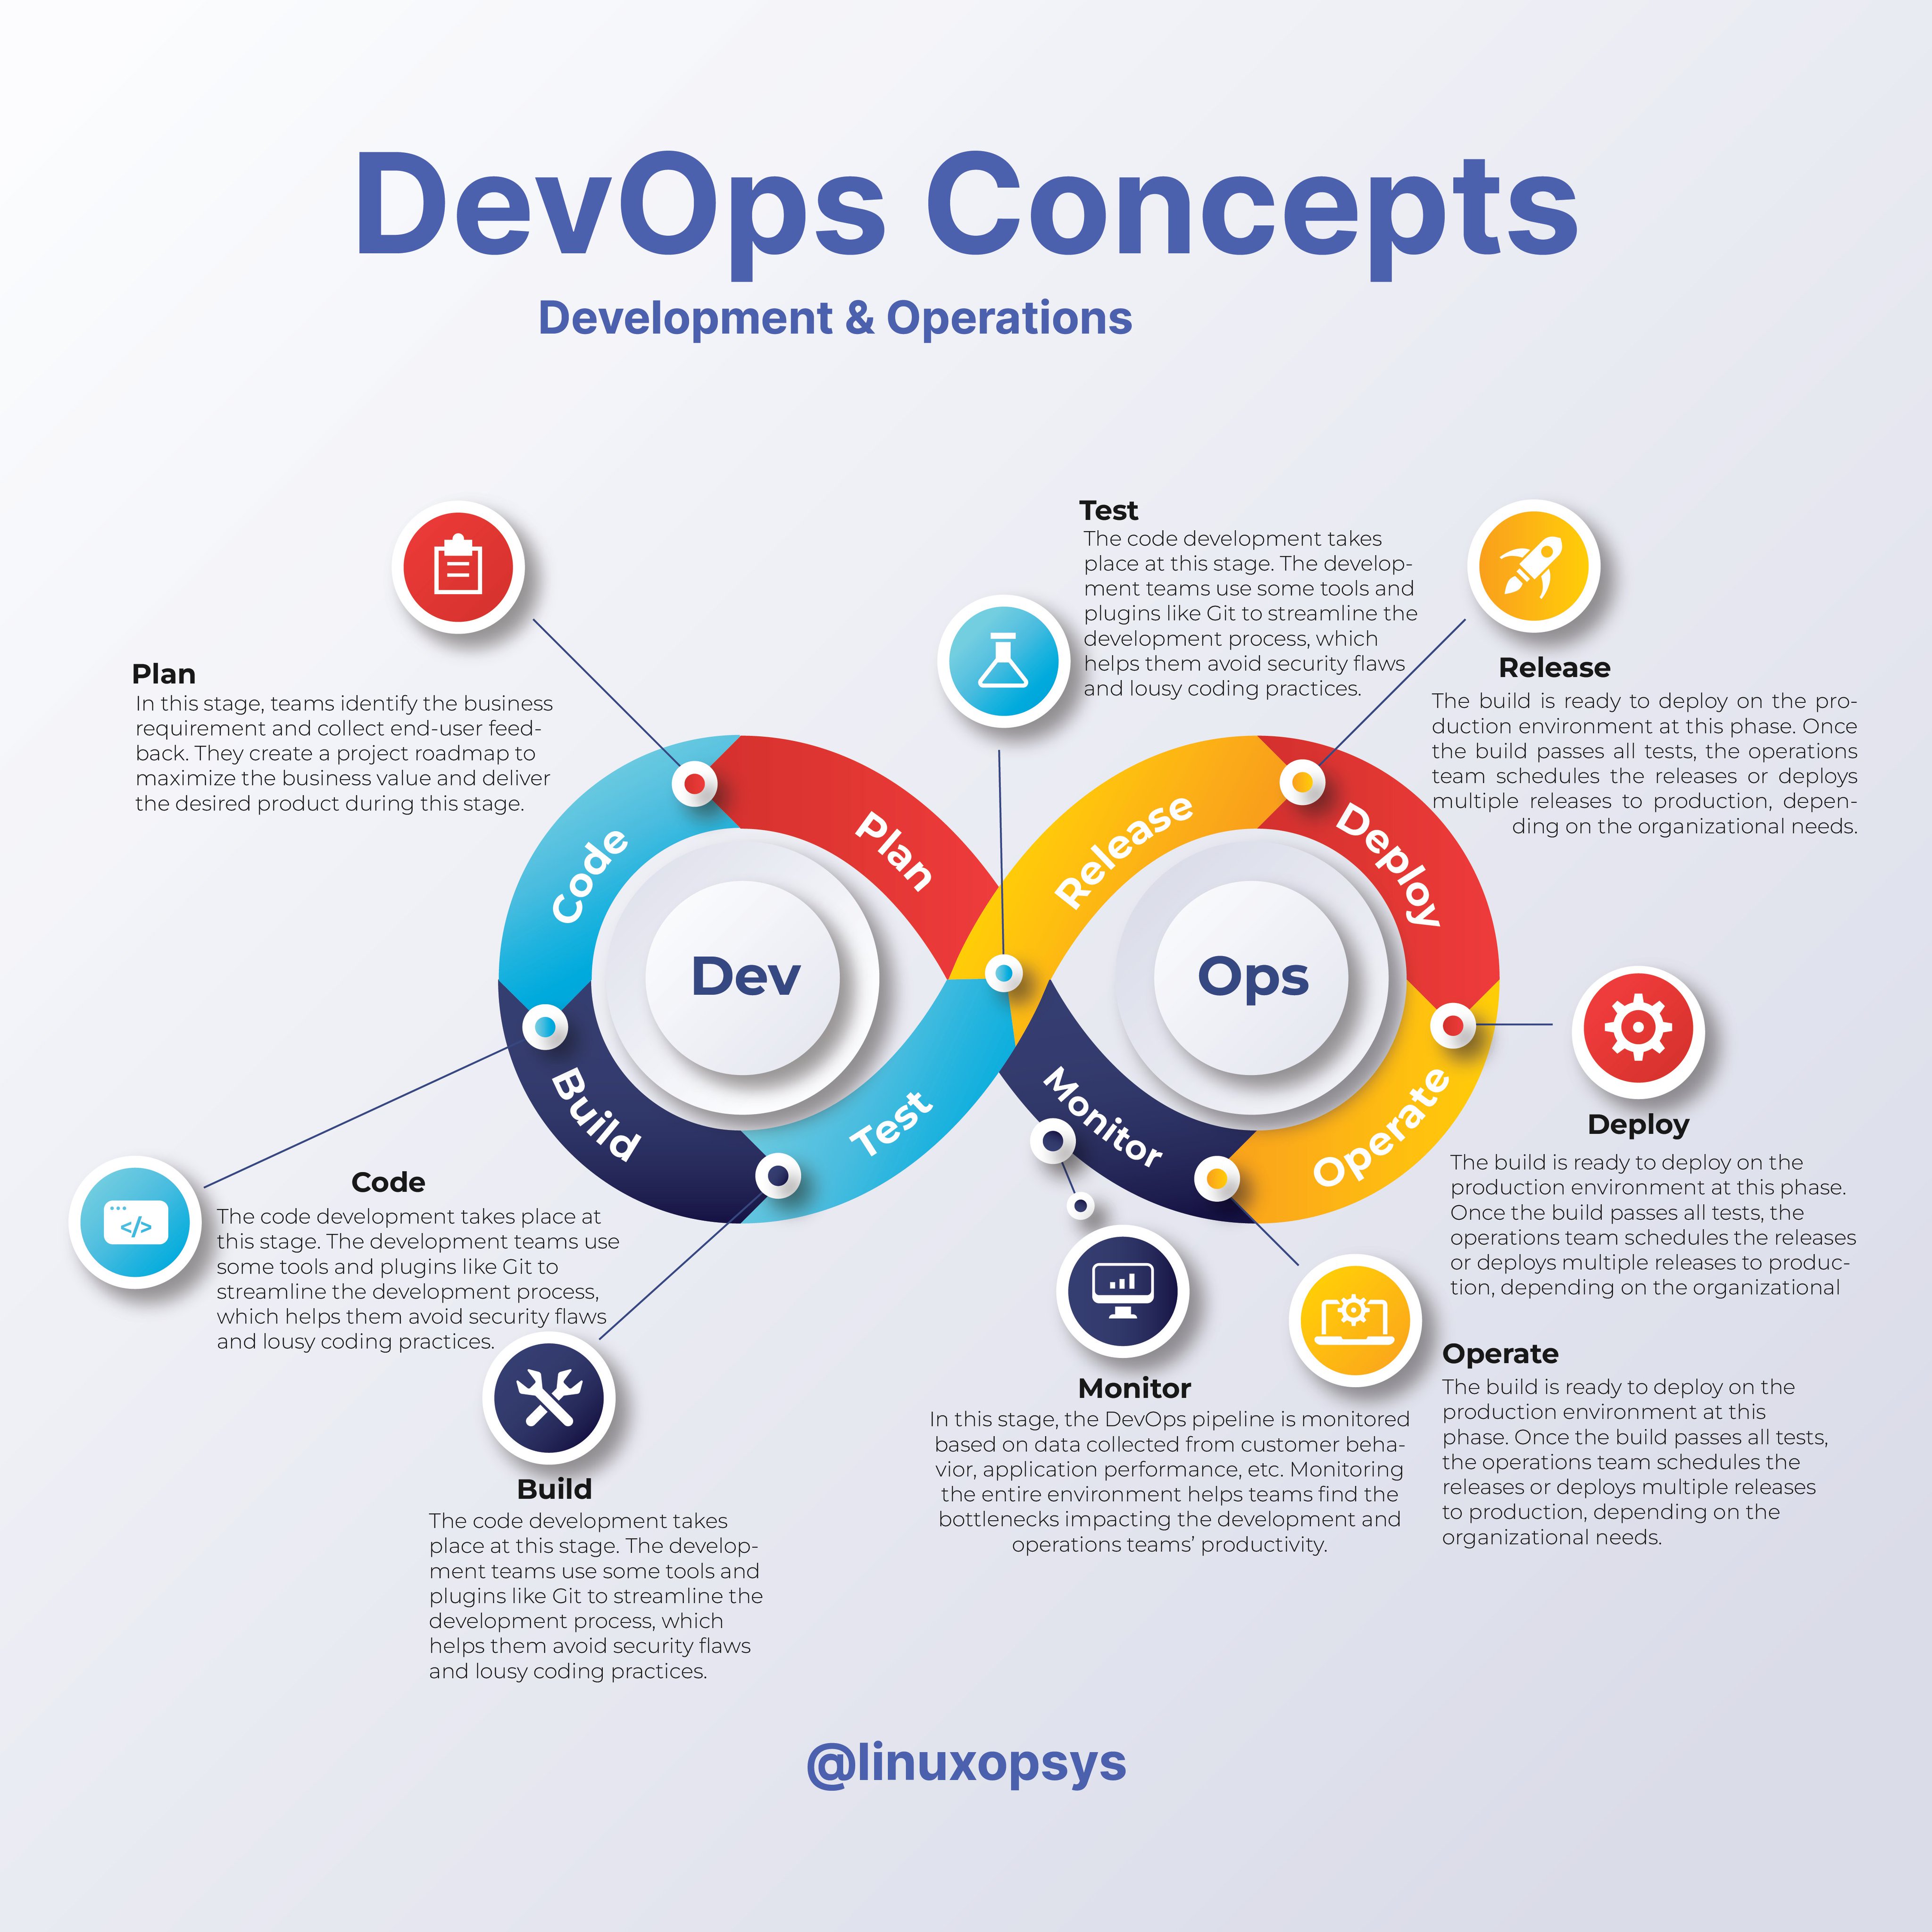 DevOps Concepts
Development & Operations
Plan
In this stage, teams identify the business
requirement and collect end-user feed-
back. They create a project roadmap to
maximize the business value and deliver
the desired product during this stage.
Test
The code development takes
place at this stage. The develop-
ment teams use some tools and
plugins like Git to streamline the
development process, which
helps them avoid security flaws
and lousy coding practices.
Release
The build is ready to deploy on the pro-
duction environment at this phase. Once
the build passes all tests, the operations
team schedules the releases or deploys
multiple releases to production, depen-
ding on the organizational needs.
Code
Plan
Release
Deploy
Dev
Ops
Build
Test
Monitor
Operate
Code
The code development takes place at
this stage. The development teams use
some tools and plugins like Git to
streamline the development process,
which helps them avoid security flaws
and lousy coding practices.
</>
Deploy
The build is ready to deploy on the
production environment at this phase.
Once the build passes all tests, the
operations team schedules the releases
or deploys multiple releases to produc-
tion, depending on the organizational
Build
The code development takes
place at this stage. The develop-
ment teams use some tools and
plugins like Git to streamline the
development process, which
helps them avoid security flaws
and lousy coding practices.
Monitor
In this stage, the DevOps pipeline is monitored
based on data collected from customer beha-
vior, application performance, etc. Monitoring
the entire environment helps teams find the
bottlenecks impacting the development and
operations teams' productivity.
Operate
The build is ready to deploy on the
production environment at this
phase. Once the build passes all tests,
the operations team schedules the
releases or deploys multiple releases
to production, depending on the
organizational needs.
@linuxopsys